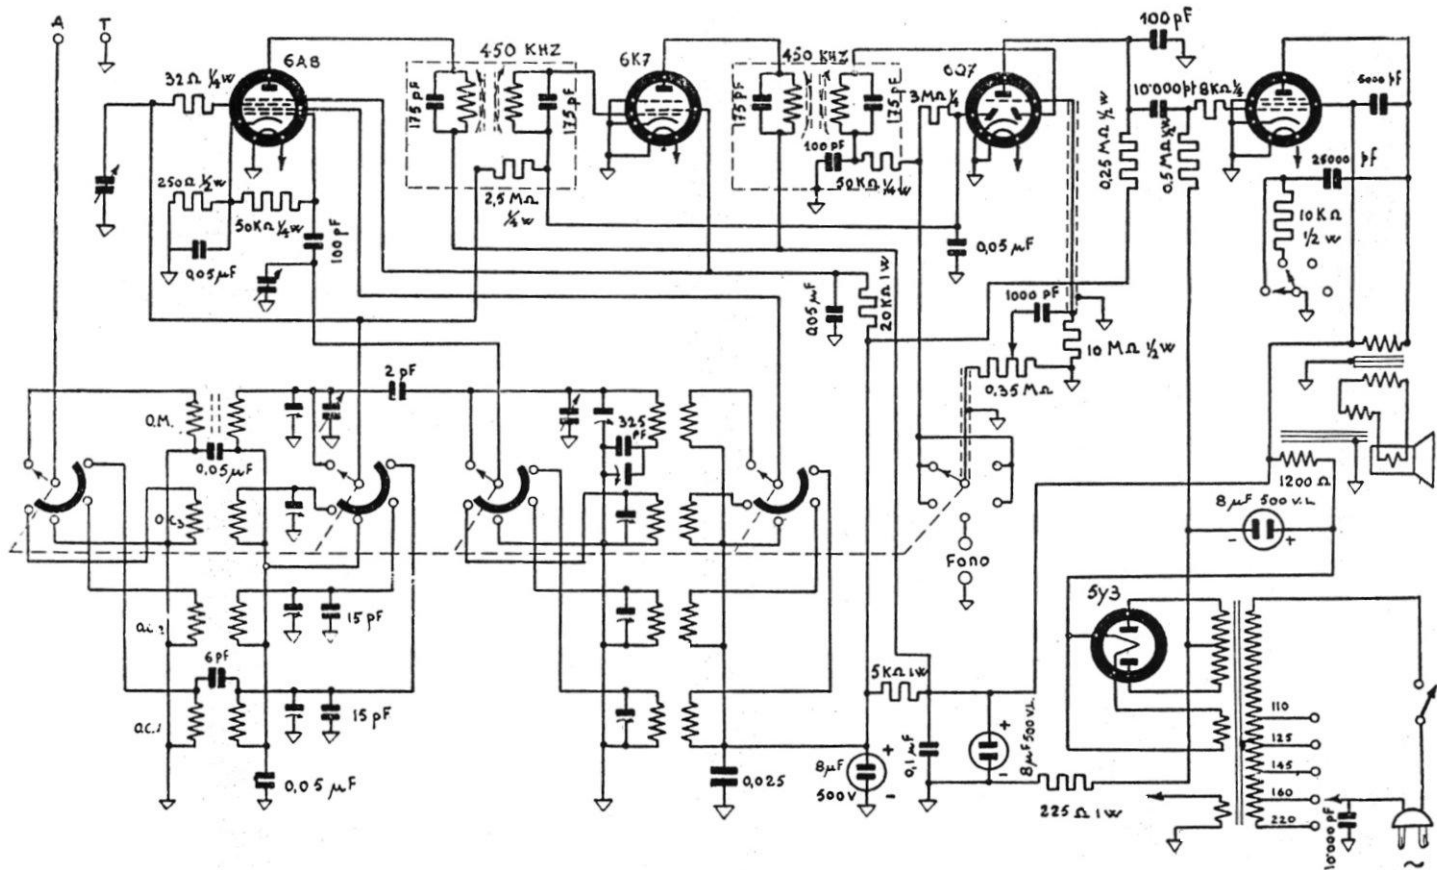 A
T
6A8
450 KHZ
6K7
450 KHZ
6Q7
100 pF
32Ω ¼w
175 pF
175 pF
175 pF
175 pF
3MΩ ¼
10'000 pf
8KΩ ¼
5000 pF
100 pF
250Ω ½w
50KΩ ¼w
2,5 MΩ
¼w
50KΩ ¼w
0,25 MΩ ½w
0,5 MΩ ½w
25000 pF
10KΩ
½ w
100 pF
0,05 µF
0,05 µF
0,05 µF
20KΩ 1w
1000 pF
10 MΩ ½w
0,35 MΩ
2 pF
O.M.
325
PF
0,05 µF
O.C3
1200 Ω
8 µF 500 V.L.
- +
Fono
O.C.2
15 pF
5y3
6 pF
O.C.1
15 pF
5KΩ 1w
0,05 µF
0,025
8µF
500V
+
-
0,1 µF
+
-
8µF 500V.L.
225 Ω 1w
110
125
145
160
220
10'000 pF
~